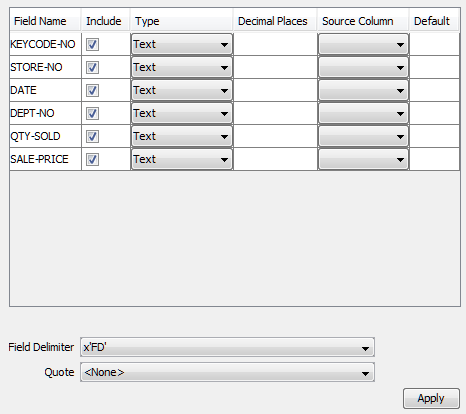 Field Name Include Type Decimal Places Source Column Default
KEYCODE-NO Text
STORE-NO Text
DATE Text
DEPT-NO Text
QTY-SOLD Text
SALE-PRICE Text
Field Delimiter x'FD'
Quote <None>
Apply